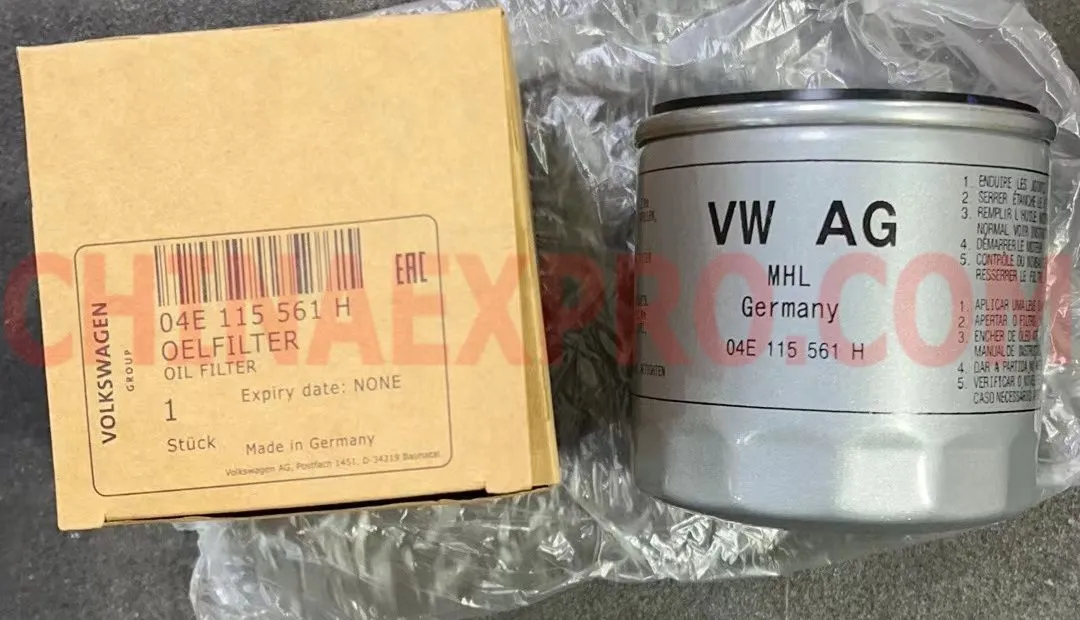 VOLKSWAGEN
GROUP
EAC
04E 115 561 H
OELFILTER
OIL FILTER
Expiry date: NONE
1
Stück
Made in Germany
Volkswagen AG, Postfach 1451, D-34219 Baunatal
VW AG
MHL
Germany
04E 115 561 H
1. ENDUIRE LES
2. SERRER ÉTANCHE
3. REMPLIR L'HUILE
NORMAL VOIR
4. DÉMARRER LE
5. CONTRÔLE DU
RESSERRER LE
1. APLICAR UMA
2. APERTAR O FILTRO
3. ENCHER DE ÓLEO
MANUAL DE
4. DAR A PARTIDA
5. VERIFICAR O
CASO NECESSÁRIO
CHINAEXPRO.COM